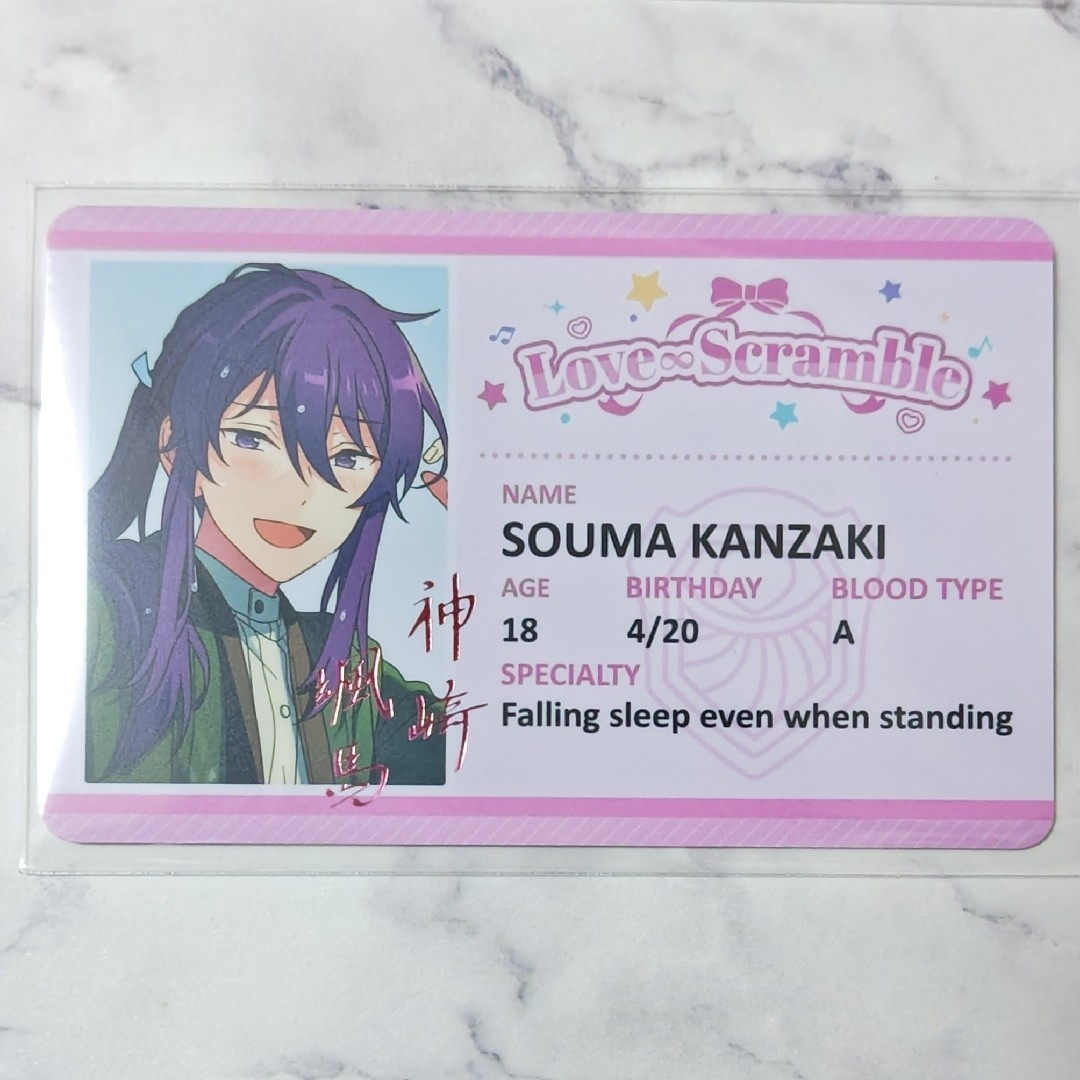 Love∞Scramble
NAME
SOUMA KANZAKI
AGE BIRTHDAY BLOOD TYPE
18 4/20 A
SPECIALTY
Falling sleep even when standing
神崎
颯馬